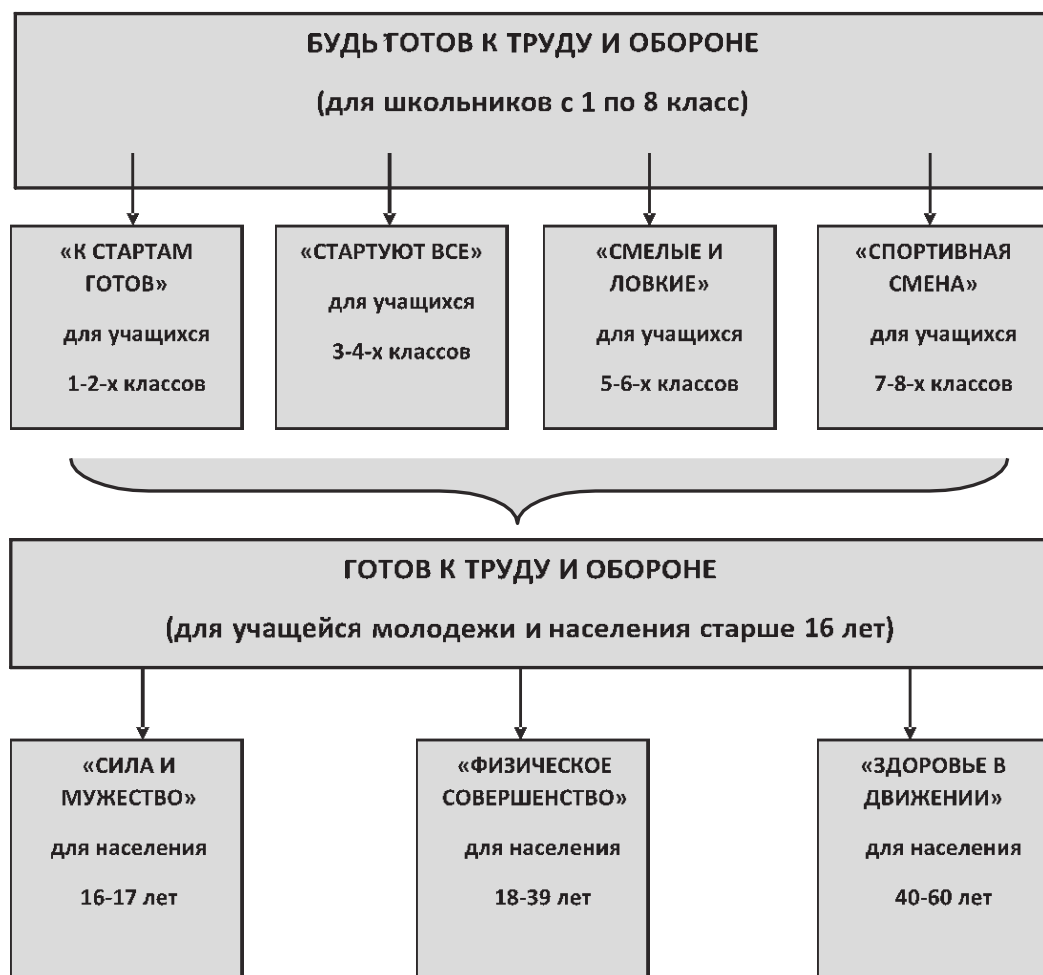 БУДЬ ГОТОВ К ТРУДУ И ОБОРОНЕ
(для школьников с 1 по 8 класс)
«К СТАРТАМ
ГОТОВ»
для учащихся
1-2-х классов
«СТАРТУЮТ ВСЕ»
для учащихся
3-4-х классов
«СМЕЛЫЕ И
ЛОВКИЕ»
для учащихся
5-6-х классов
«СПОРТИВНАЯ
СМЕНА»
для учащихся
7-8-х классов
ГОТОВ К ТРУДУ И ОБОРОНЕ
(для учащейся молодежи и населения старше 16 лет)
«СИЛА И
МУЖЕСТВО»
для населения
16-17 лет
«ФИЗИЧЕСКОЕ
СОВЕРШЕНСТВО»
для населения
18-39 лет
«ЗДОРОВЬЕ В
ДВИЖЕНИИ»
для населения
40-60 лет